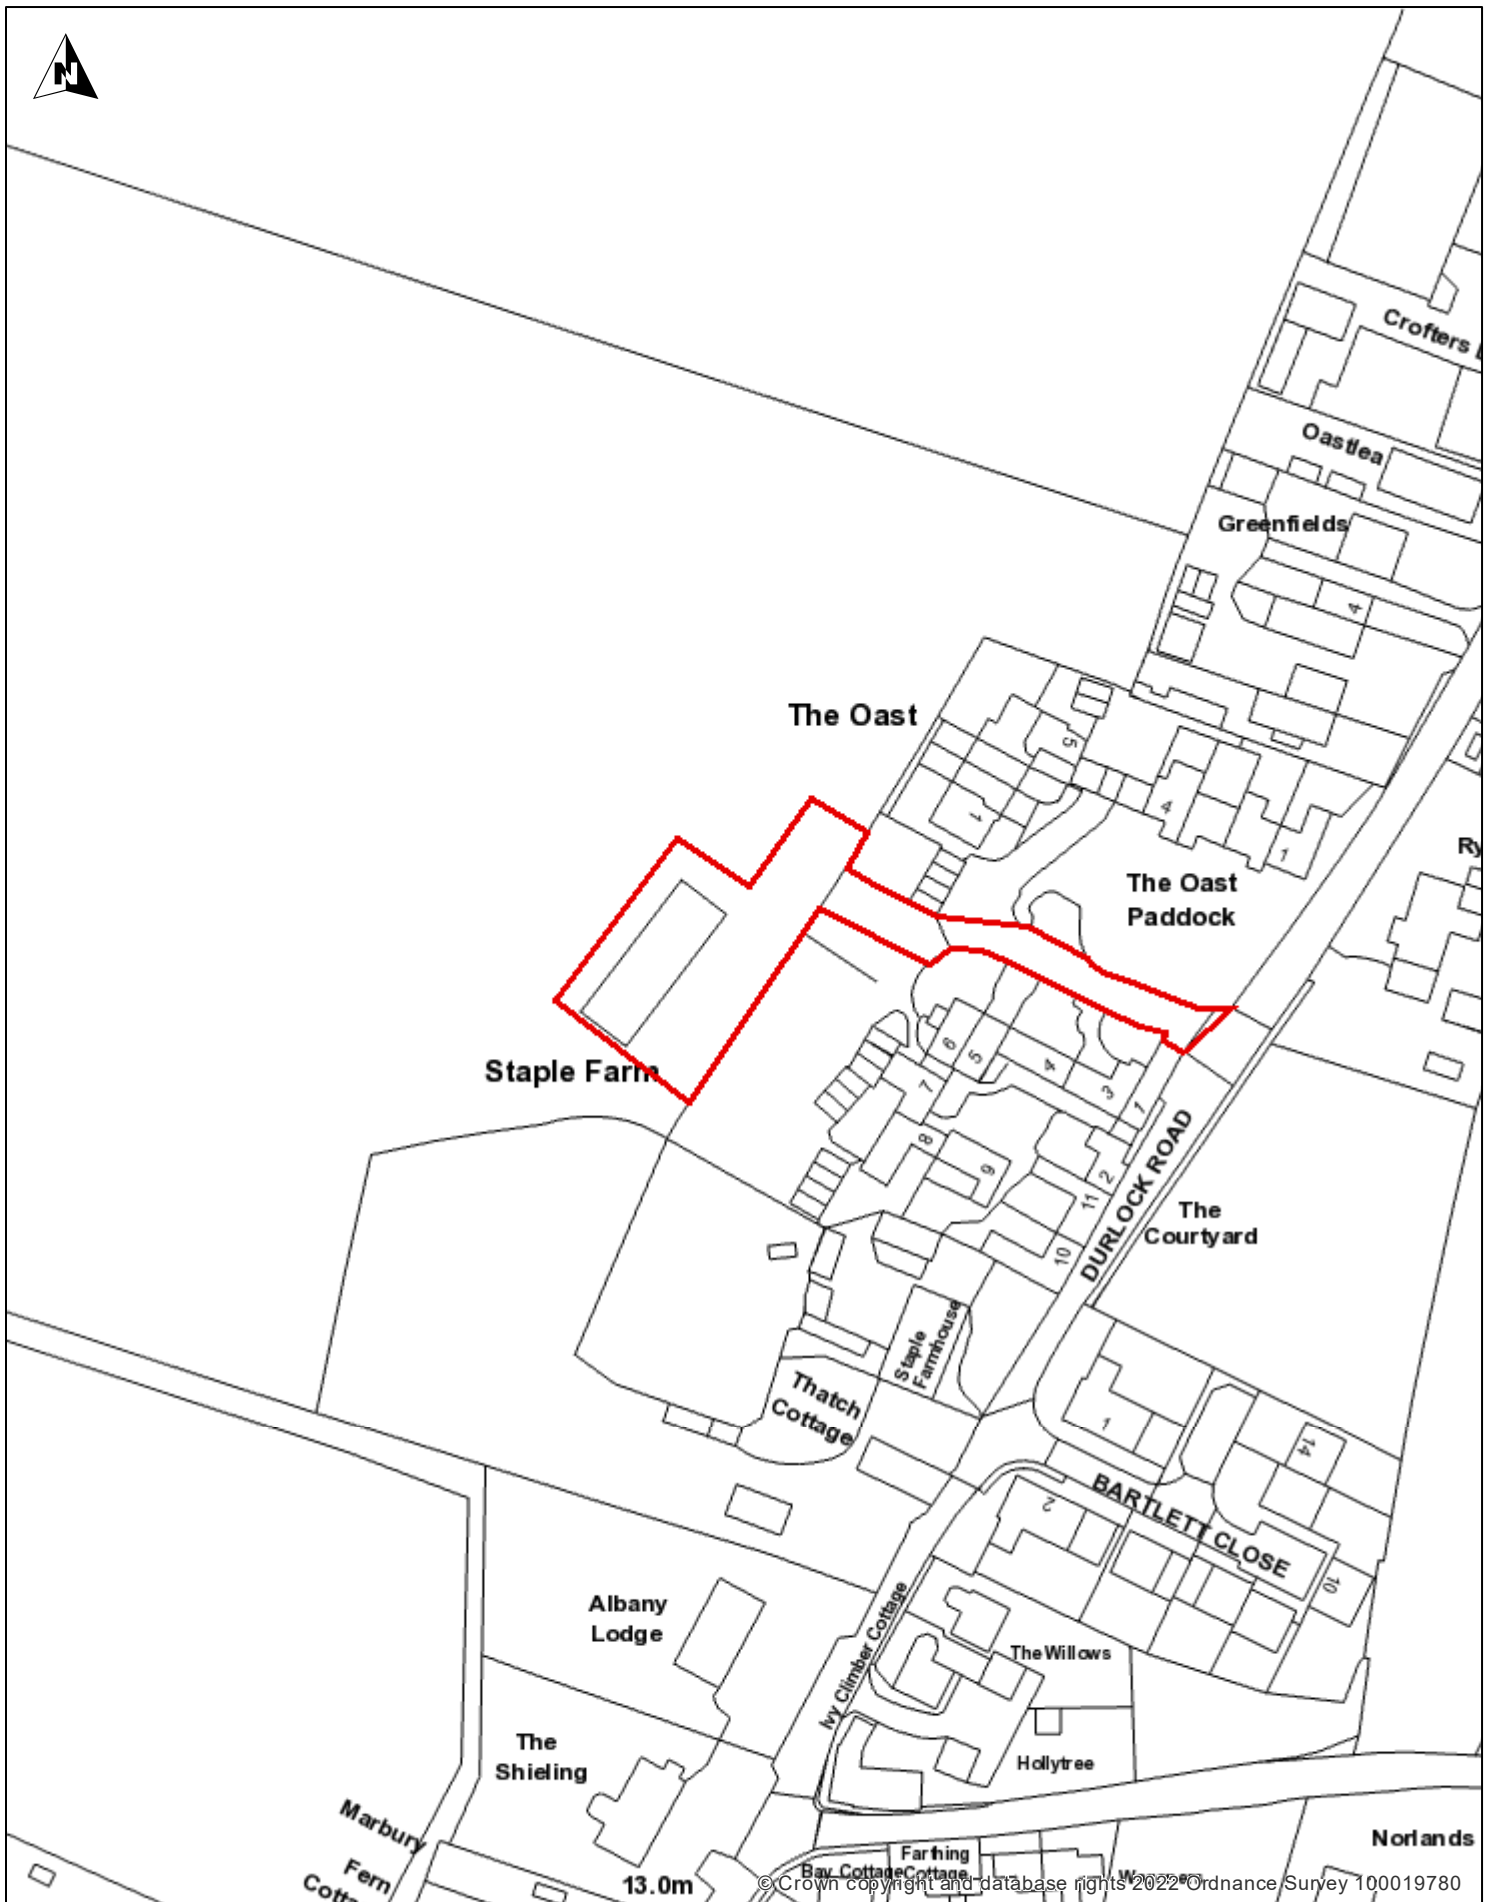 N
Crofters
Oastlea
Greenfields
4
The Oast
5
1
4
1
The Oast
Paddock
Staple Farm
6
5
4
3
1
7
8
9
2
11
10
DURLOCK ROAD
The
Courtyard
Staple
Farmhouse
Thatch
Cottage
1
14
2
BARTLETT CLOSE
10
Albany
Lodge
Ivy Climber Cottage
The Willows
The
Shieling
Hollytree
Marbury
Fern
Norlands
Farthing
Cottage
Bay Cottage
13.0m
© Crown copyright and database rights 2022 Ordnance Survey 100019780